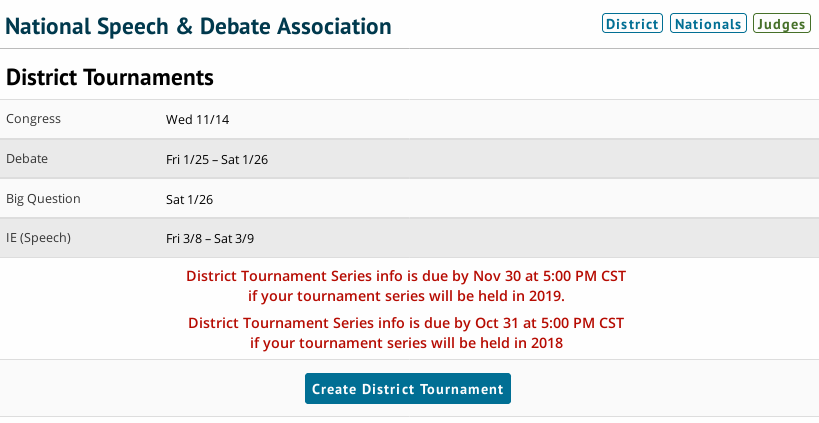 National Speech & Debate Association
District Nationals Judges
District Tournaments
Congress Wed 11/14
Debate Fri 1/25 – Sat 1/26
Big Question Sat 1/26
IE (Speech) Fri 3/8 – Sat 3/9
District Tournament Series info is due by Nov 30 at 5:00 PM CST
if your tournament series will be held in 2019.
District Tournament Series info is due by Oct 31 at 5:00 PM CST
if your tournament series will be held in 2018
Create District Tournament